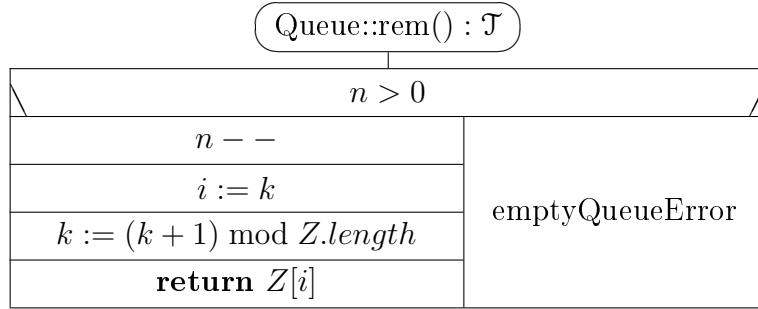 Queue::rem() : 𝒯
n > 0
n − −
i := k
k := (k + 1) mod Z.length
return Z[i]
emptyQueueError